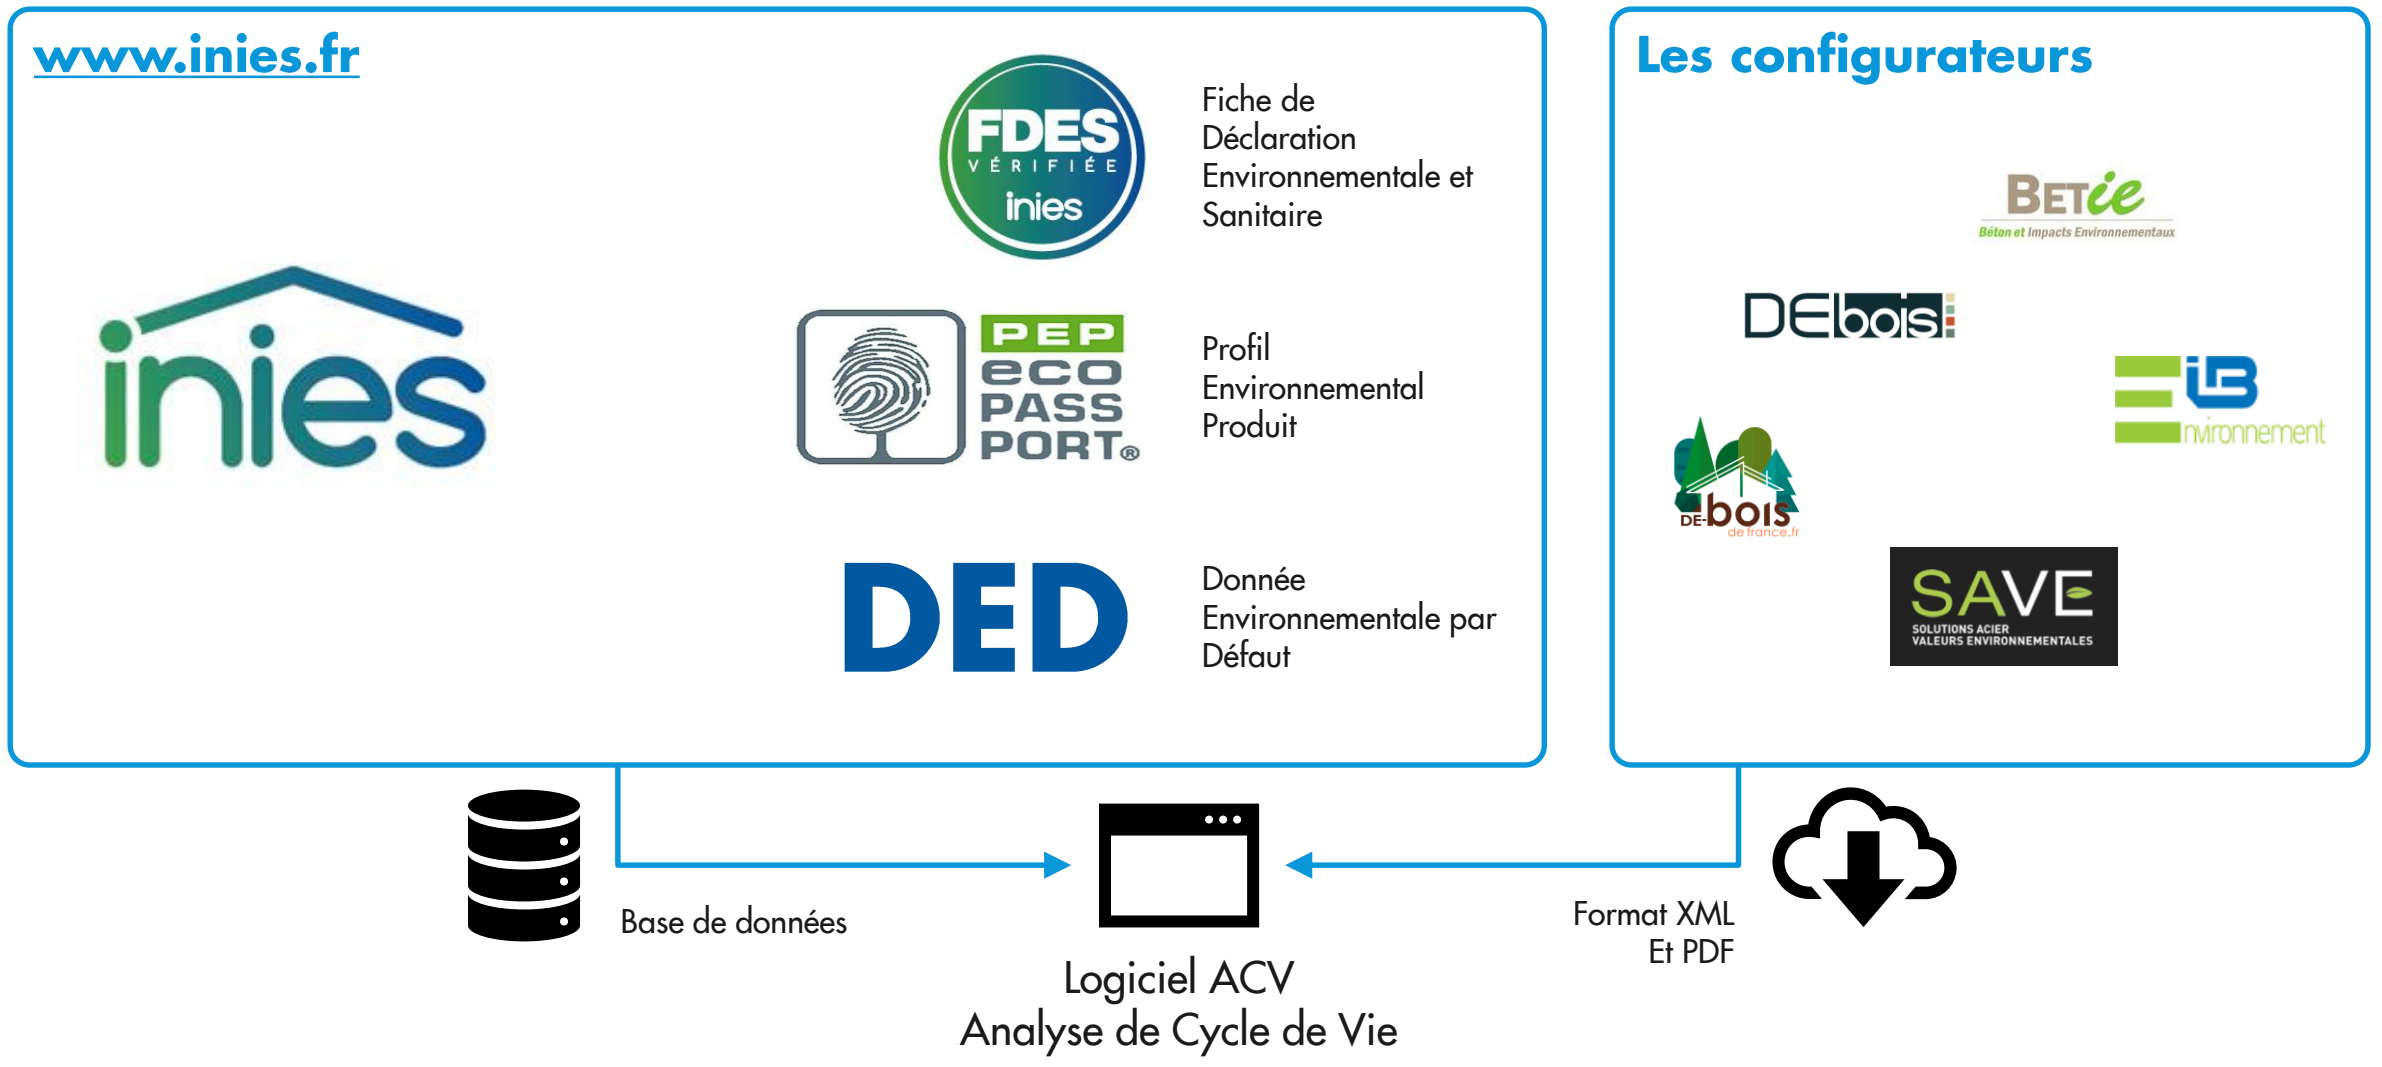 www.inies.fr
inies
FDES
VÉRIFIÉE
inies
Fiche de
Déclaration
Environnementale et
Sanitaire
PEP
eco
PASS
PORT®
Profil
Environnemental
Produit
DED
Donnée
Environnementale par
Défaut
Les configurateurs
BETie
Béton et Impacts Environnementaux
DEbois
iB
Environnement
DE-bois
de france.fr
SAVE
SOLUTIONS ACIER
VALEURS ENVIRONNEMENTALES
Base de données
Format XML
Et PDF
Logiciel ACV
Analyse de Cycle de Vie